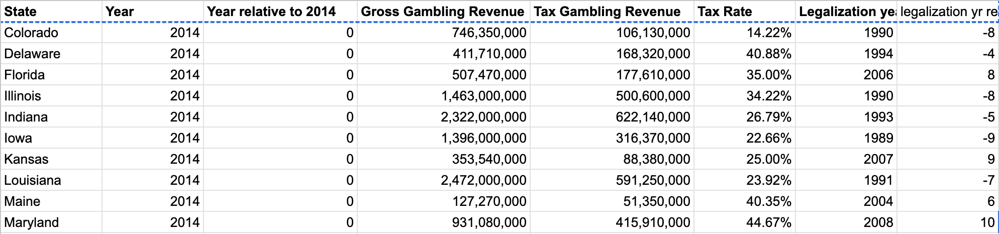 State Year Year relative to 2014 Gross Gambling Revenue Tax Gambling Revenue Tax Rate Legalization legalization yr
Colorado 2014 0 746,350,000 106,130,000 14.22% 1990 -8
Delaware 2014 0 411,710,000 168,320,000 40.88% 1994 -4
Florida 2014 0 507,470,000 177,610,000 35.00% 2006 8
Illinois 2014 0 1,463,000,000 500,600,000 34.22% 1990 -8
Indiana 2014 0 2,322,000,000 622,140,000 26.79% 1993 -5
Iowa 2014 0 1,396,000,000 316,370,000 22.66% 1989 -9
Kansas 2014 0 353,540,000 88,380,000 25.00% 2007 9
Louisiana 2014 0 2,472,000,000 591,250,000 23.92% 1991 -7
Maine 2014 0 127,270,000 51,350,000 40.35% 2004 6
Maryland 2014 0 931,080,000 415,910,000 44.67% 2008 10